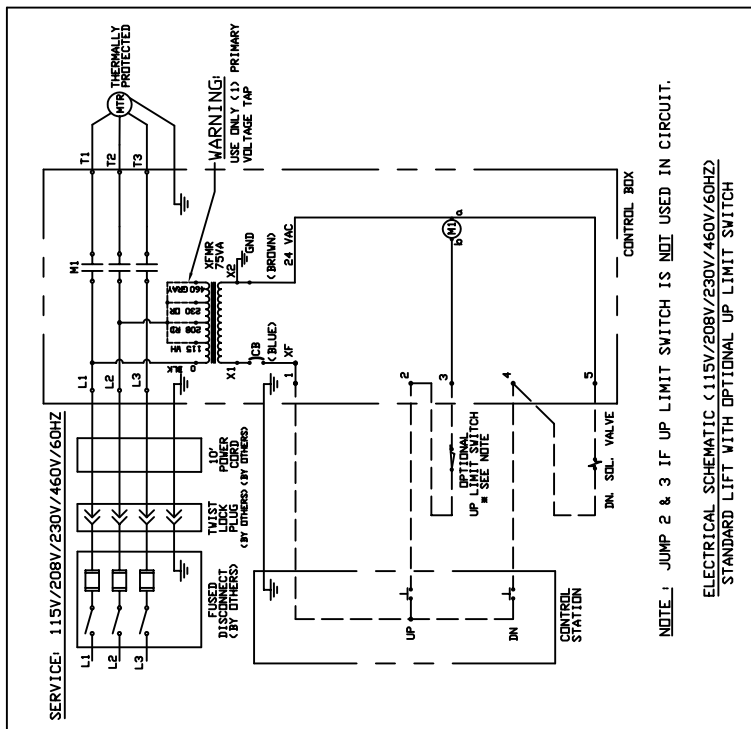 SERVICE: 115V/208V/230V/460V/60HZ
L1
L2
L3
FUSED
DISCONNECT
(BY OTHERS)
TWIST
LOCK
PLUG
(BY OTHERS)
10'
POWER
CORD
(BY OTHERS)
L1
L2
L3
M1
T1
T2
T3
MTR
THERMALLY
PROTECTED
0 BLK
115 WH
208 RD
230 OR
460 GRAY
XFMR
75VA
WARNING:
USE ONLY (1) PRIMARY
VOLTAGE TAP
X1
X2
GND
CB
(BLUE)
XF
(BROWN)
24 VAC
1
2
3
4
5
M1
a
b
CONTROL BOX
OPTIONAL
UP LIMIT SWITCH
* SEE NOTE
DN. SOL. VALVE
UP
DN
CONTROL
STATION
NOTE : JUMP 2 & 3 IF UP LIMIT SWITCH IS NOT USED IN CIRCUIT.
ELECTRICAL SCHEMATIC (115V/208V/230V/460V/60HZ)
STANDARD LIFT WITH OPTIONAL UP LIMIT SWITCH